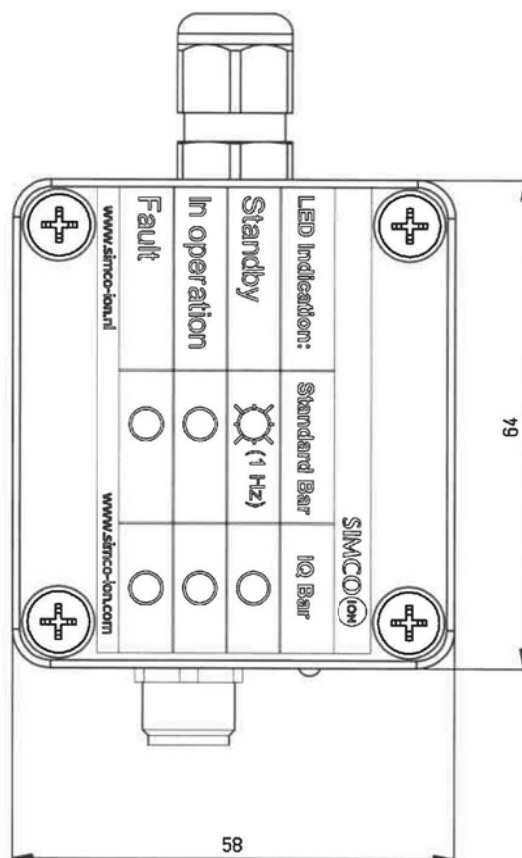 SIMCO ION
LED Indication: Standard Bar IQ Bar
Standby (1 Hz)
In operation
Fault
www.simco-ion.nl www.simco-ion.com
64
58